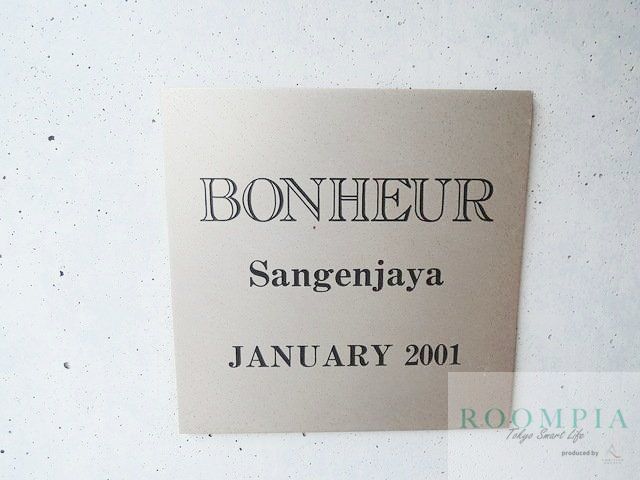 BONHEUR
Sangenjaya
JANUARY 2001
ROOMPIA
Tokyo Smart Life
produced by